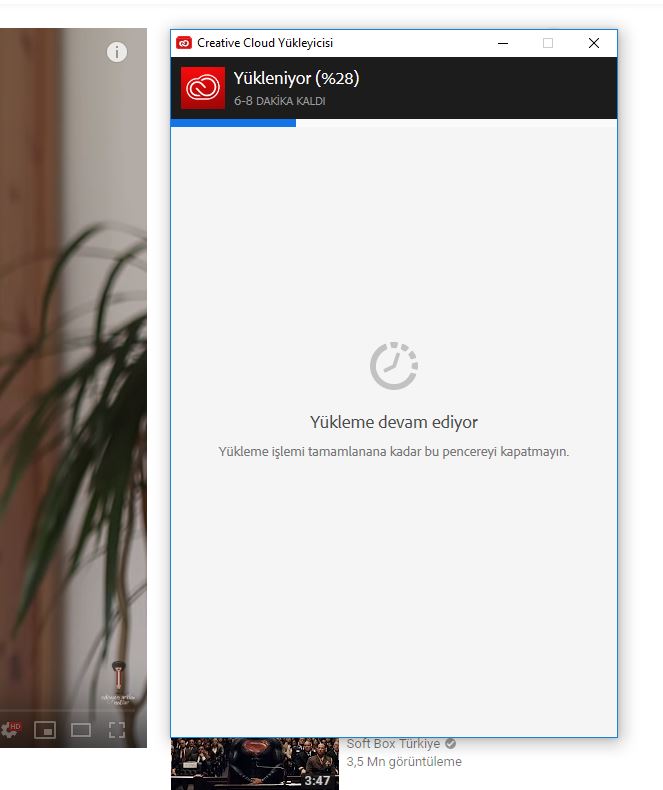 Creative Cloud Yükleyicisi
Yükleniyor (%28)
6-8 DAKİKA KALDI
Yükleme devam ediyor
Yükleme işlemi tamamlanana kadar bu pencereyi kapatmayın.
HD
Soft Box Türkiye
3,5 Mn görüntüleme
3:47